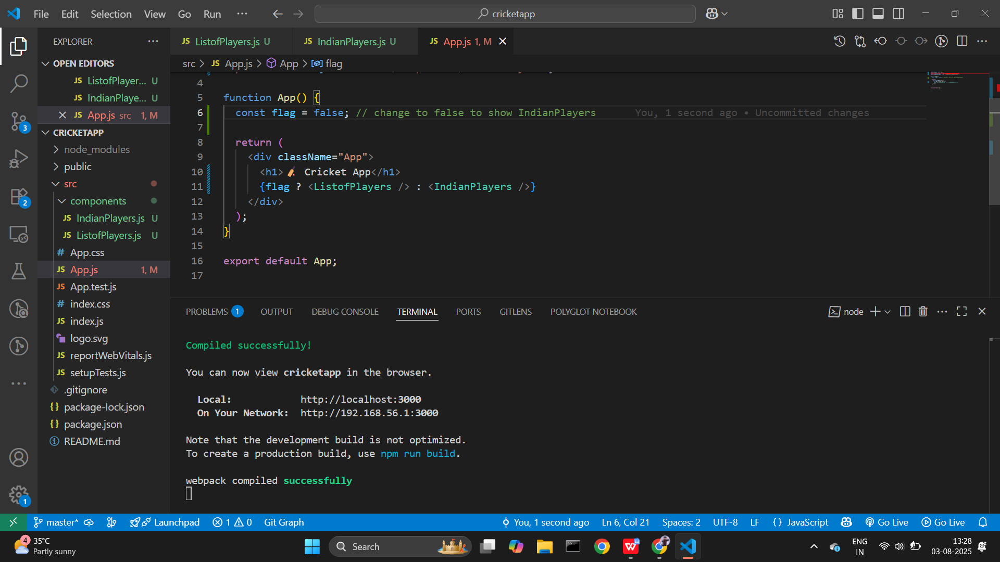 File Edit Selection View Go Run ···
cricketapp
EXPLORER
OPEN EDITORS
JS ListofPlayer... U
JS IndianPlaye... U
JS App.js src 1, M
CRICKETAPP
node_modules
public
src
components
JS IndianPlayers.js U
JS ListofPlayers.js U
# App.css
JS App.js 1, M
JS App.test.js
# index.css
JS index.js
logo.svg
JS reportWebVitals.js
JS setupTests.js
.gitignore
{} package-lock.json
{} package.json
README.md
3
2
1
JS ListofPlayers.js U JS IndianPlayers.js U JS App.js 1, M
src > JS App.js > App > flag
4
5 function App() {
6 const flag = false; // change to false to show IndianPlayers You, 1 second ago • Uncommitted changes
7
8 return (
9 <div className="App">
10 <h1>🏏 Cricket App</h1>
11 {flag ? <ListofPlayers /> : <IndianPlayers />}
12 </div>
13 );
14 }
15
16 export default App;
17
PROBLEMS 1 OUTPUT DEBUG CONSOLE TERMINAL PORTS GITLENS POLYGLOT NOTEBOOK
node
Compiled successfully!
You can now view cricketapp in the browser.
Local: http://localhost:3000
On Your Network: http://192.168.56.1:3000
Note that the development build is not optimized.
To create a production build, use npm run build.
webpack compiled successfully
master* Launchpad 1 0 Git Graph You, 1 second ago Ln 6, Col 21 Spaces: 2 UTF-8 LF {} JavaScript Go Live Go Live
4
35°C
Partly sunny
Search
W
ENG
IN
13:28
03-08-2025